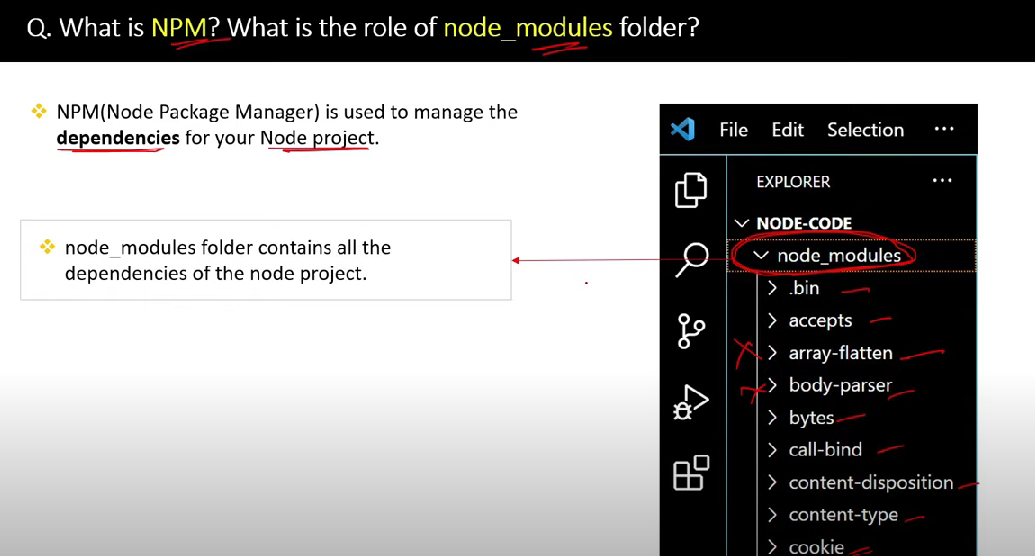 Q. What is NPM? What is the role of node_modules folder?
NPM(Node Package Manager) is used to manage the
dependencies for your Node project.
node_modules folder contains all the
dependencies of the node project.
File Edit Selection ···
EXPLORER ···
NODE-CODE
node_modules
.bin
accepts
array-flatten
body-parser
bytes
call-bind
content-disposition
content-type
cookie